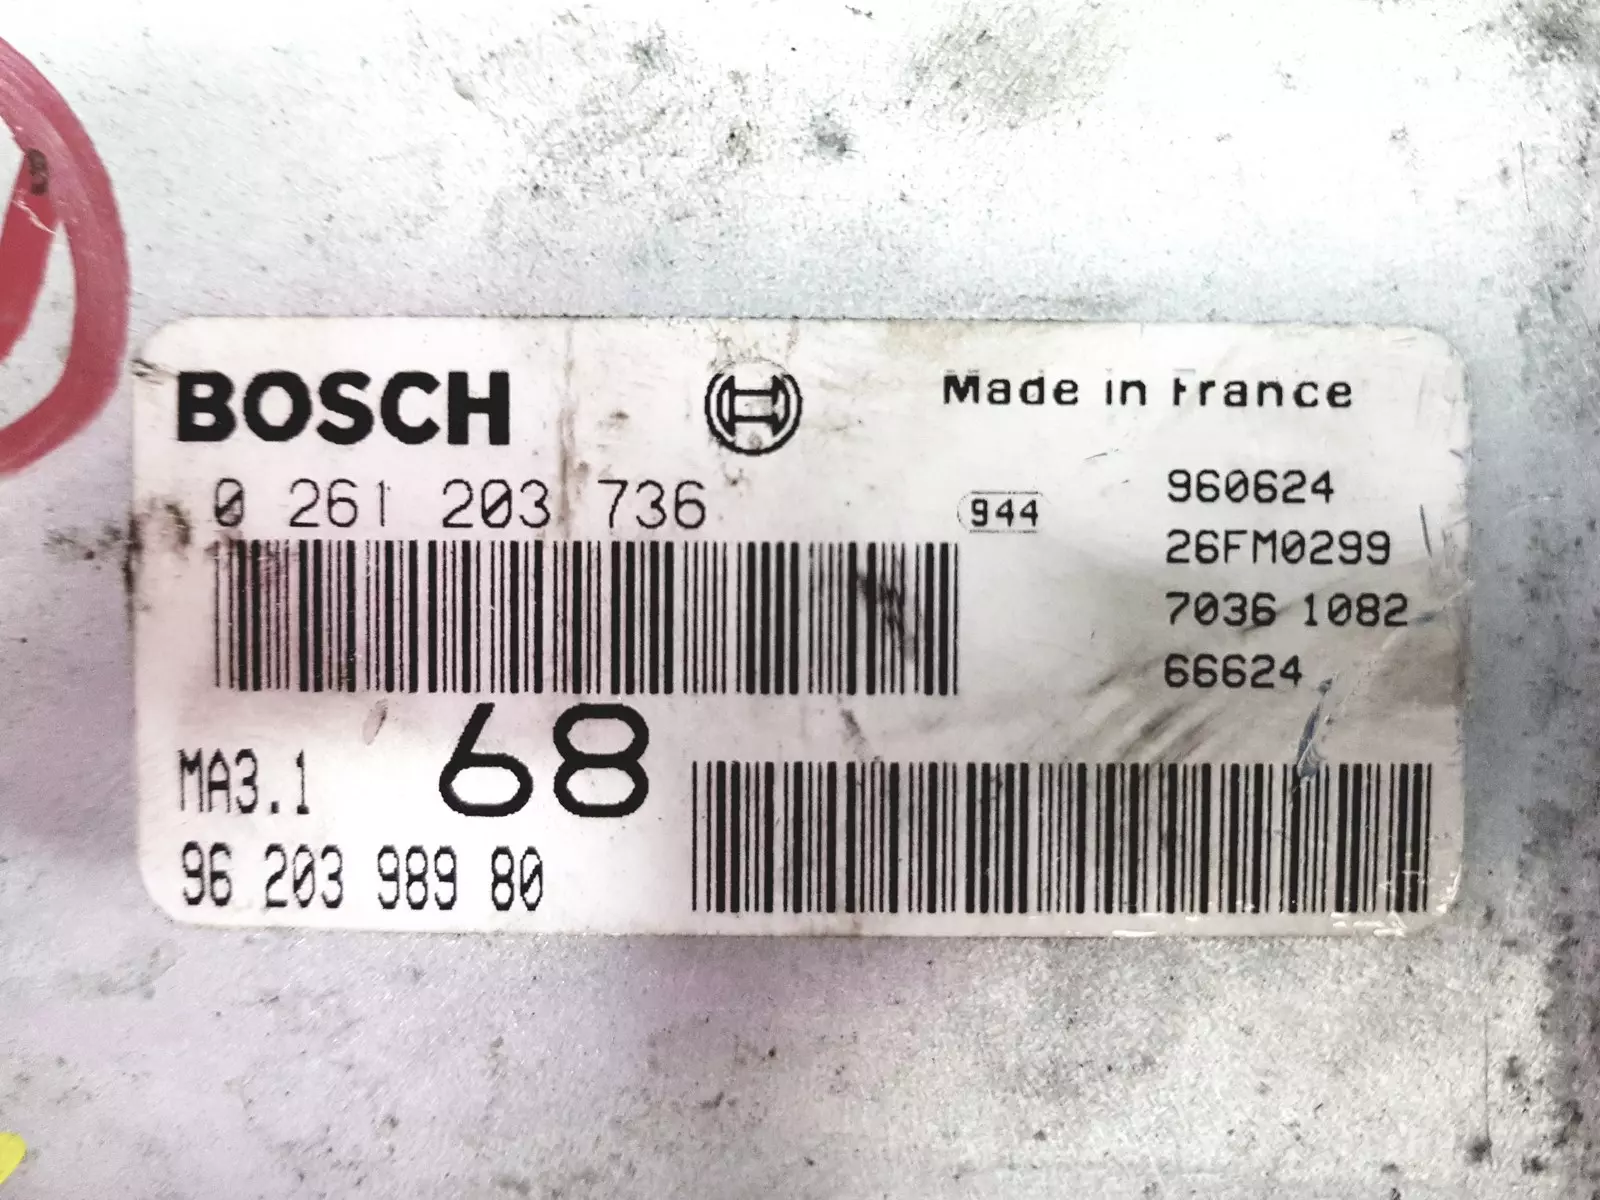 BOSCH
Made in France
0 261 203 736
944
960624
26FM0299
7036 1082
66624
MA3.1
68
96 203 989 80